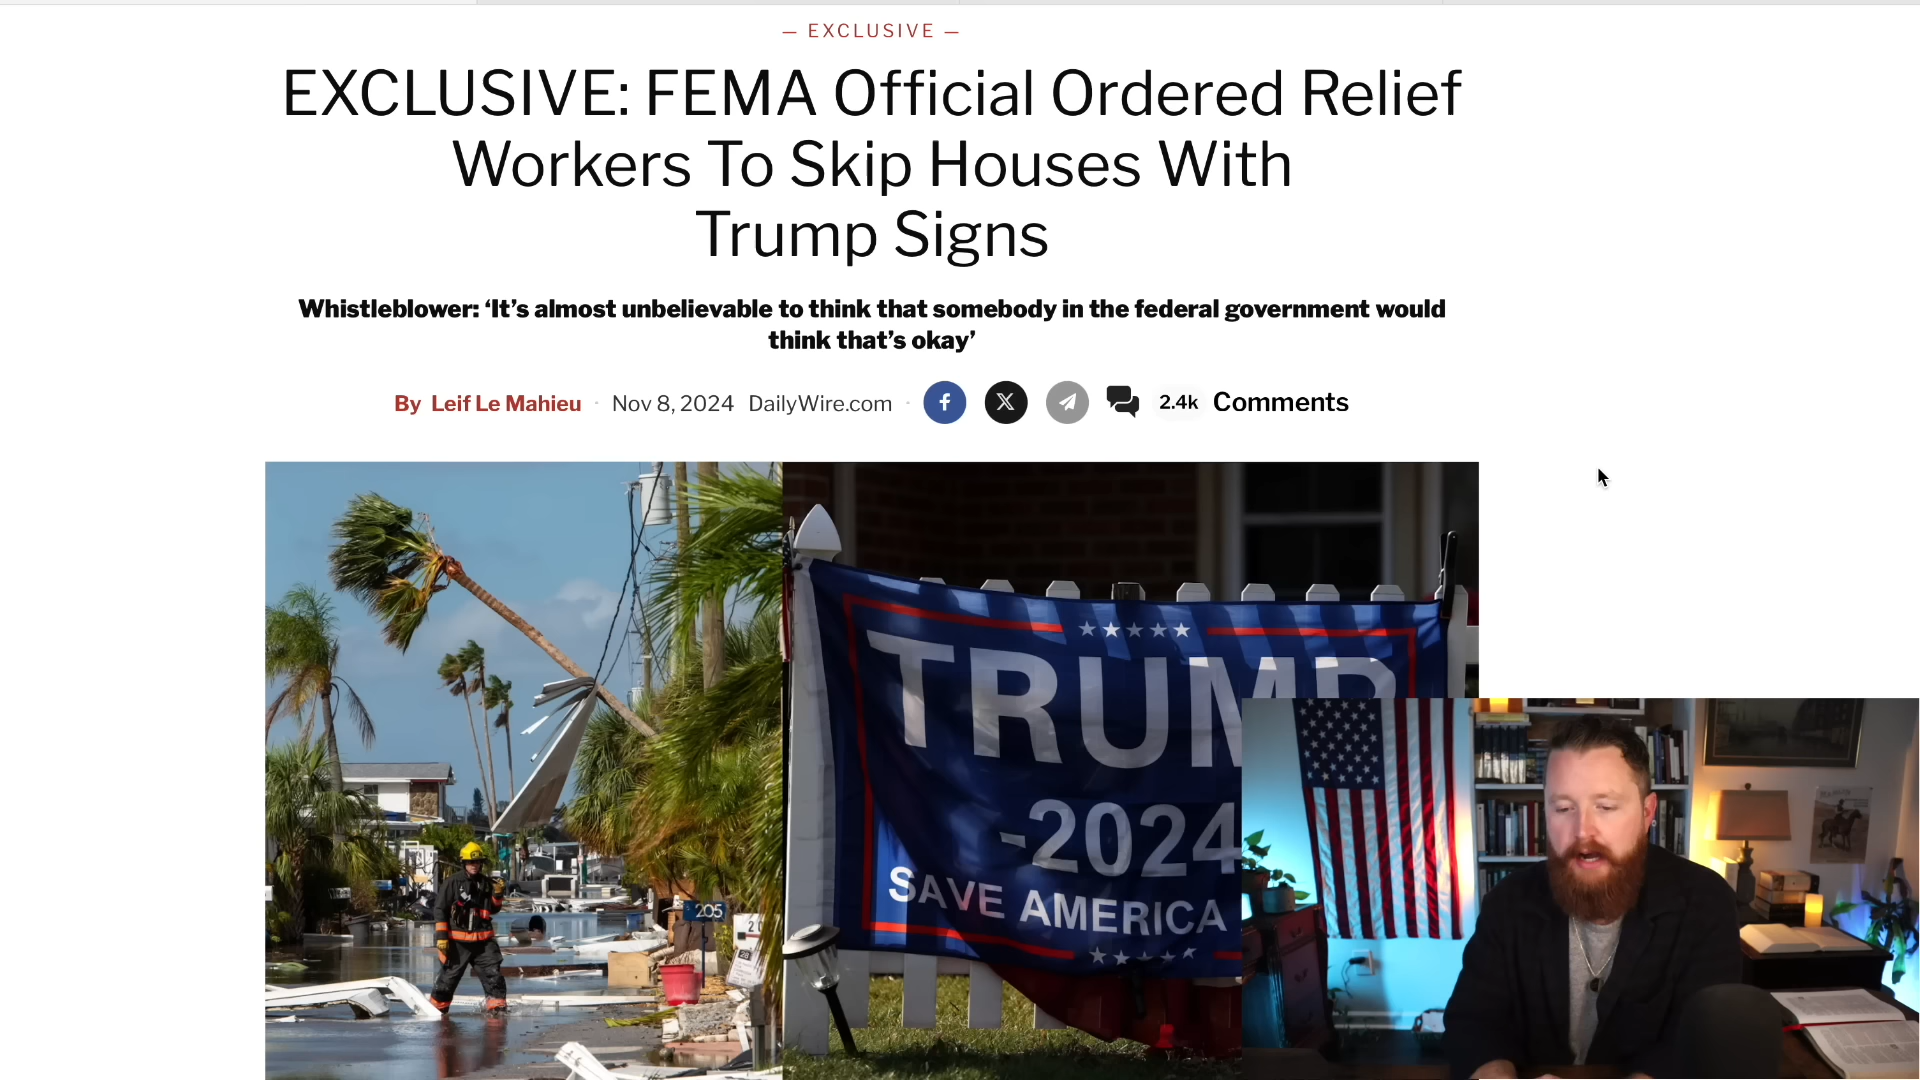 — EXCLUSIVE —
EXCLUSIVE: FEMA Official Ordered Relief
Workers To Skip Houses With
Trump Signs
Whistleblower: ‘It’s almost unbelievable to think that somebody in the federal government would
think that’s okay’
By Leif Le Mahieu · Nov 8, 2024 DailyWire.com · 2.4k Comments
205
TRUMP
-2024
SAVE AMERICA